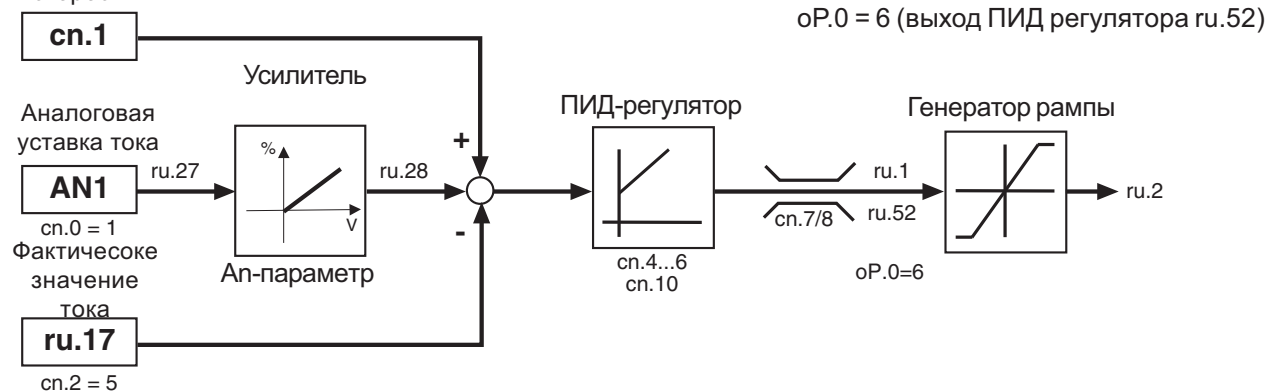 oP.0 = 6 (выход ПИД регулятора ru.52)
cn.1
Усилитель
Аналоговая
уставка тока
ПИД-регулятор
Генератор рампы
%
+
ru.27
ru.28
ru.1
AN1
ru.2
V
cn.7/8
ru.52
cn.0 = 1
-
Фактичесоке
значение
тока
An-параметр
cn.4...6
cn.10
oP.0=6
ru.17
cn.2 = 5